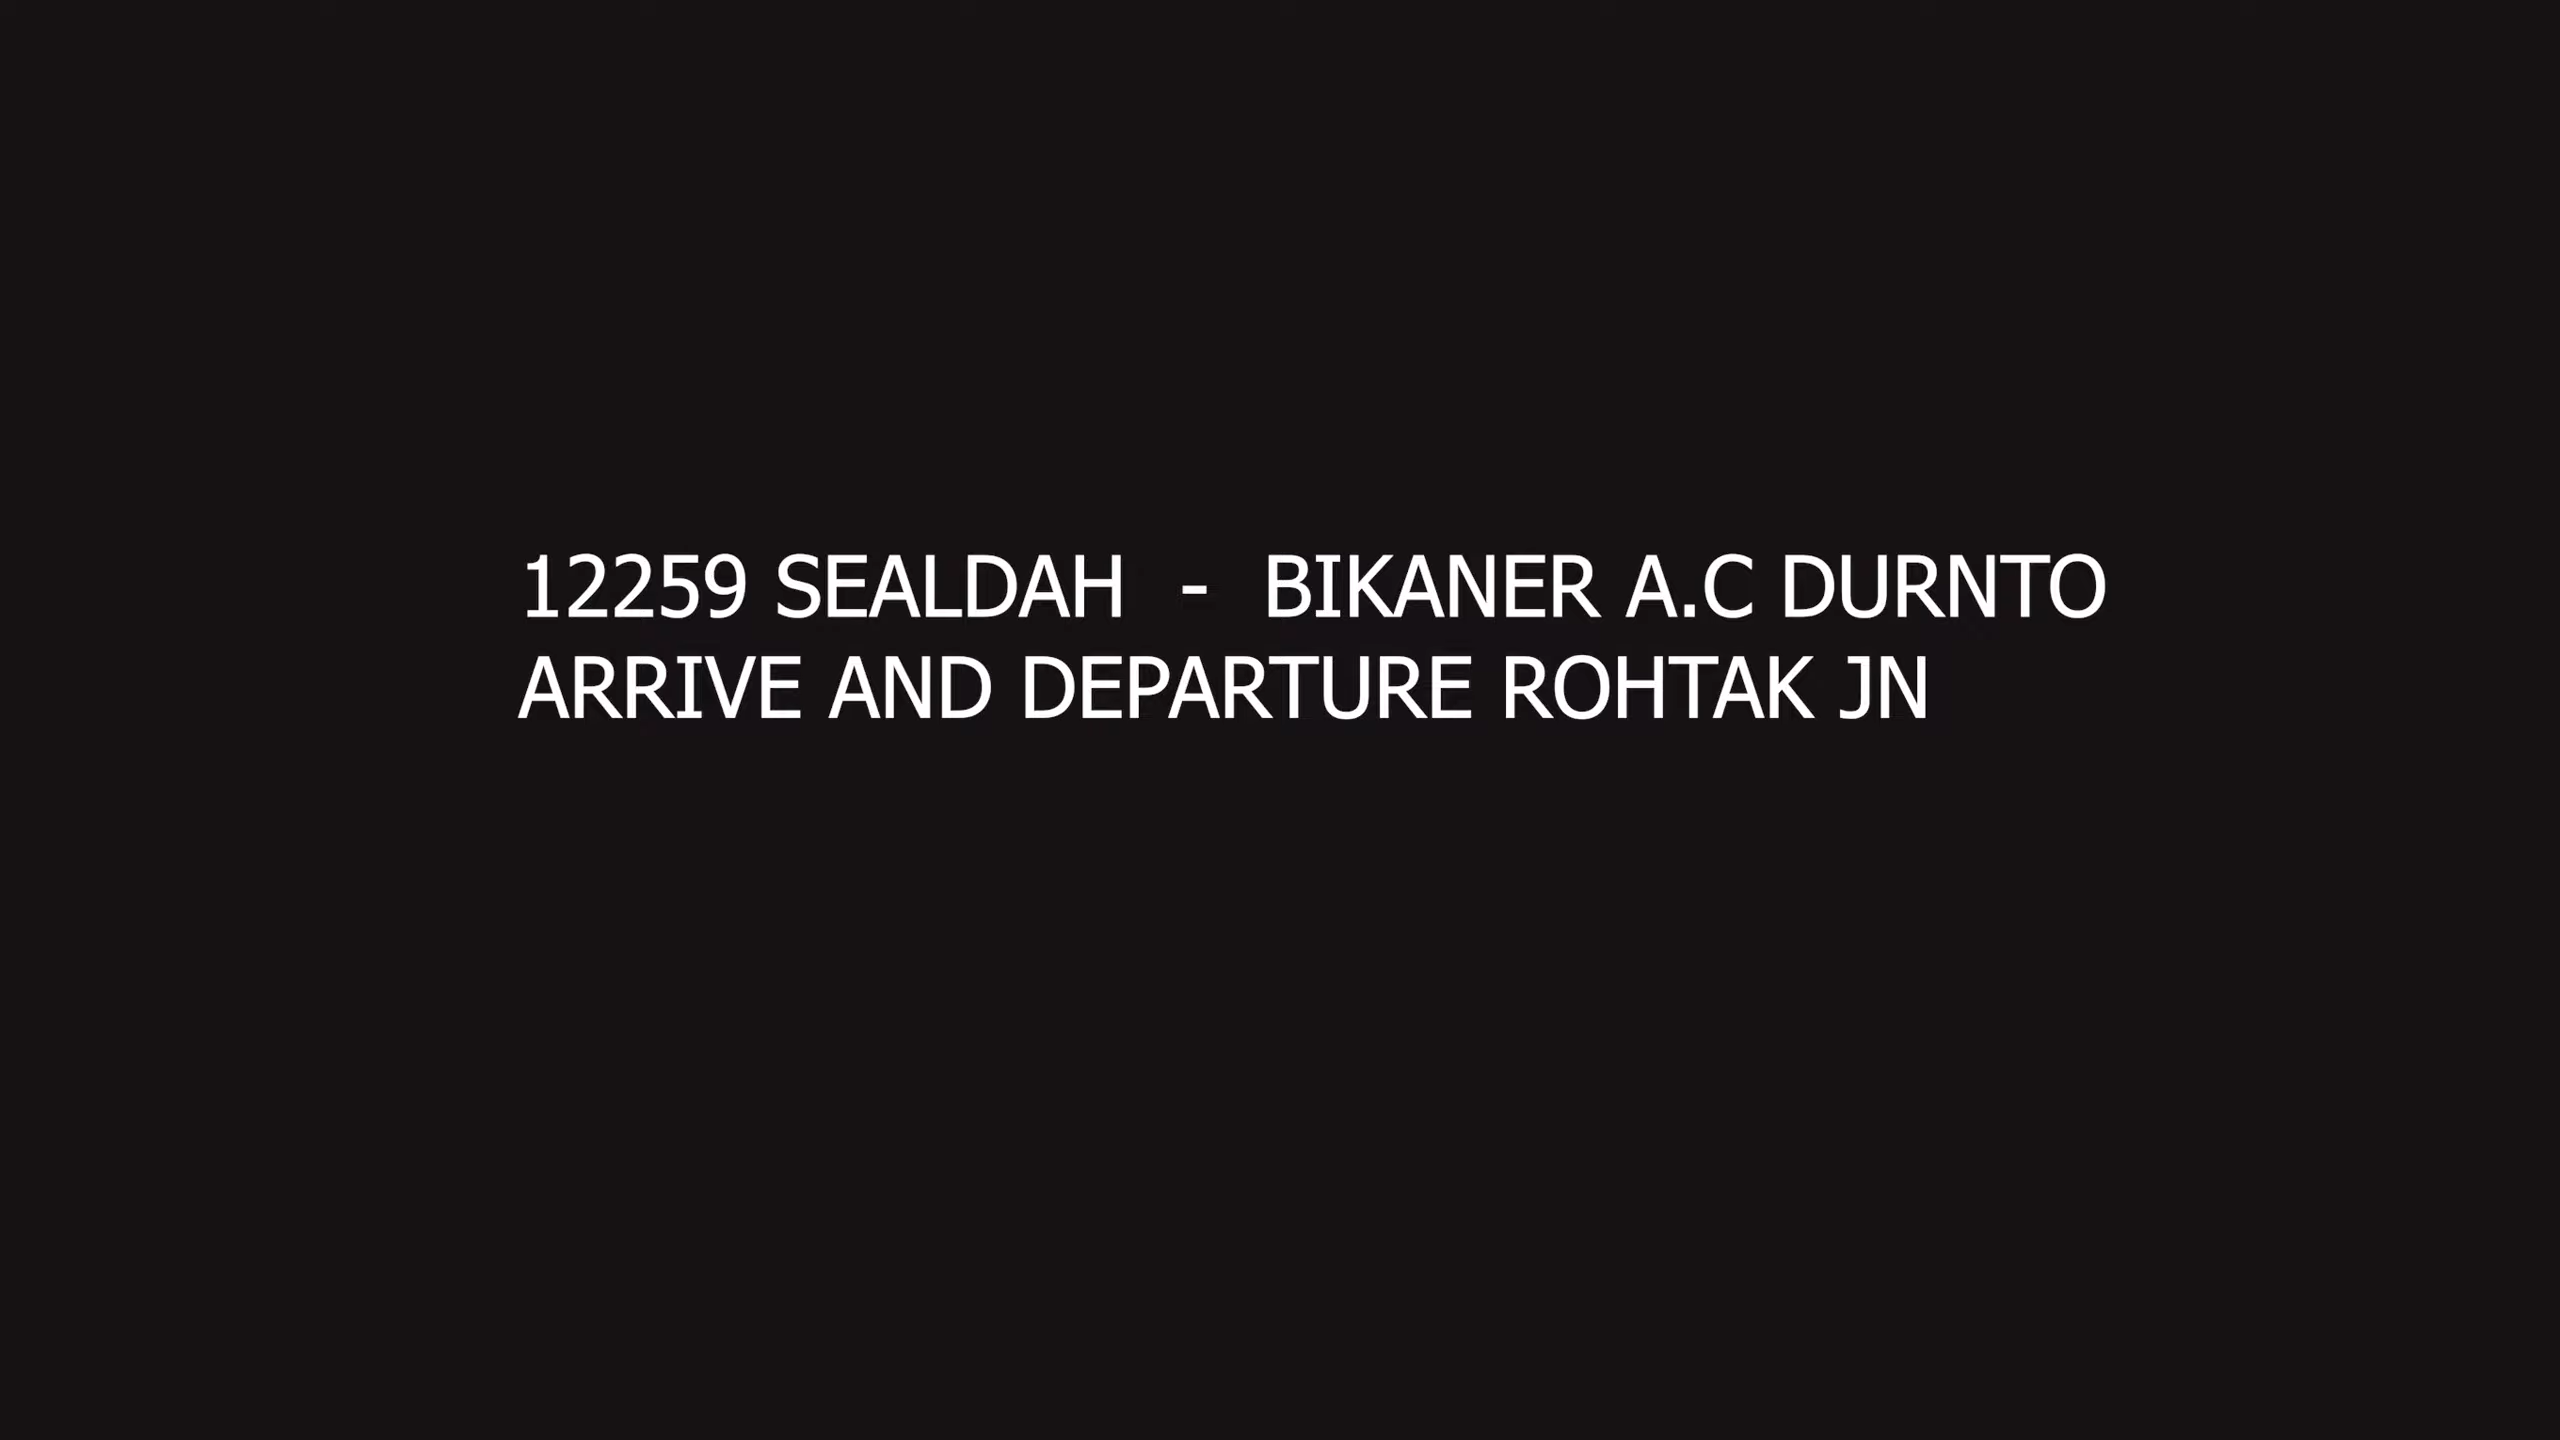 12259 SEALDAH  -  BIKANER A.C DURNTO
ARRIVE AND DEPARTURE ROHTAK JN